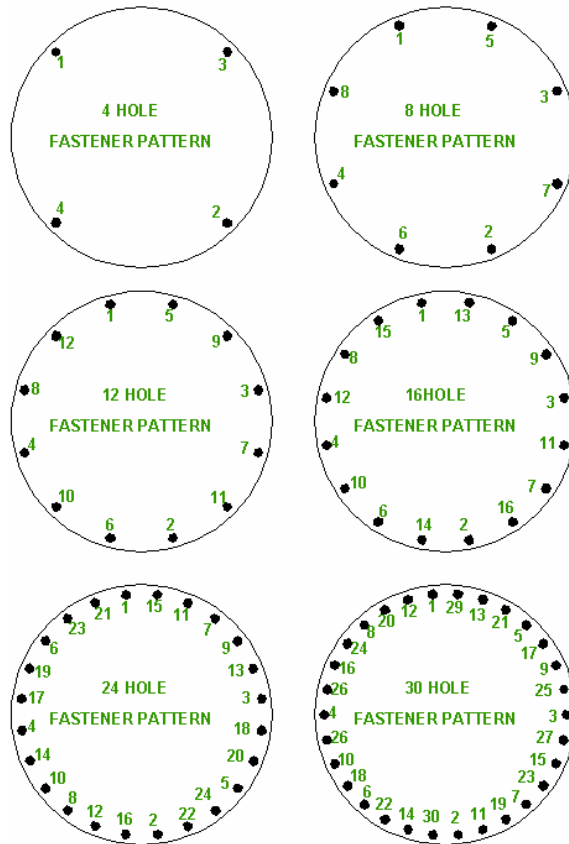 1 3
4 HOLE
FASTENER PATTERN
4 2
1 5
8 3
8 HOLE
FASTENER PATTERN
4 7
6 2
1 5
12 9
8 3
12 HOLE
FASTENER PATTERN
4 7
10 11
6 2
1 13
15 5
8 9
12 3
16HOLE
FASTENER PATTERN
4 11
10 7
6 16
14 2
21 1 15 11
23 7
6 9
19 13
24 HOLE
17 3
FASTENER PATTERN
4 18
14 20
10 5
8 24
12 16 2 22
12 1 29 13
20 21
8 5
24 17
16 9
30 HOLE
26 25
4 FASTENER PATTERN 3
26 27
10 15
18 23
6 7
22 19
14 30 2 11